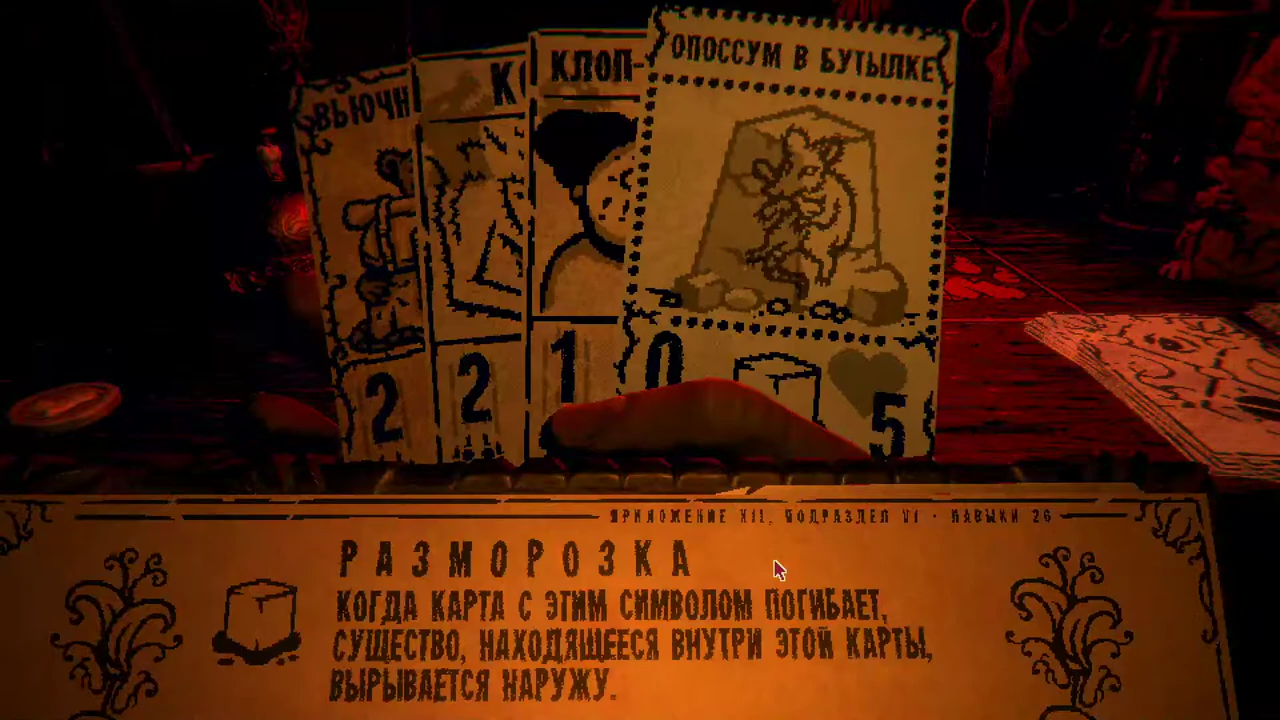 ВЬЮЧН
КЛОП-
ОПОССУМ В БУТЫЛКЕ
2
2
1
0
5
ПРИЛОЖЕНИЕ XII, ПОДРАЗДЕЛ VI - НАВЫКИ 26
РАЗМОРОЗКА
КОГДА КАРТА С ЭТИМ СИМВОЛОМ ПОГИБАЕТ,
СУЩЕСТВО, НАХОДЯЩЕЕСЯ ВНУТРИ ЭТОЙ КАРТЫ,
ВЫРЫВАЕТСЯ НАРУЖУ.